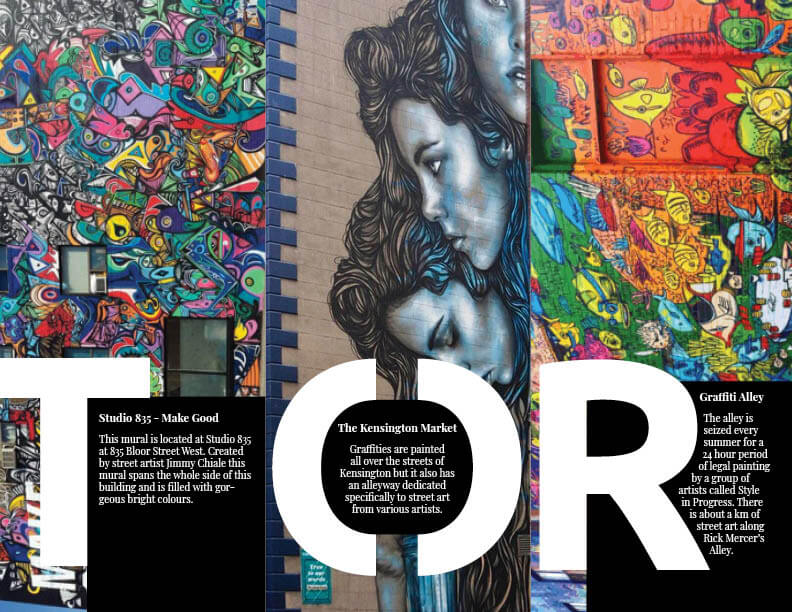 TOR
Studio 835 - Make Good
This mural is located at Studio 835
at 835 Bloor Street West. Created
by street artist Jimmy Chiale this
mural spans the whole side of this
building and is filled with gor-
geous bright colours.
The Kensington Market
Graffities are painted
all over the streets of
Kensington but it also has
an alleyway dedicated
specifically to street art
from various artists.
Graffiti Alley
The alley is
seized every
summer for a
24 hour period
of legal painting
by a group of
artists called Style
in Progress. There
is about a km of
street art along
Rick Mercer's
Alley.
True
to our
words